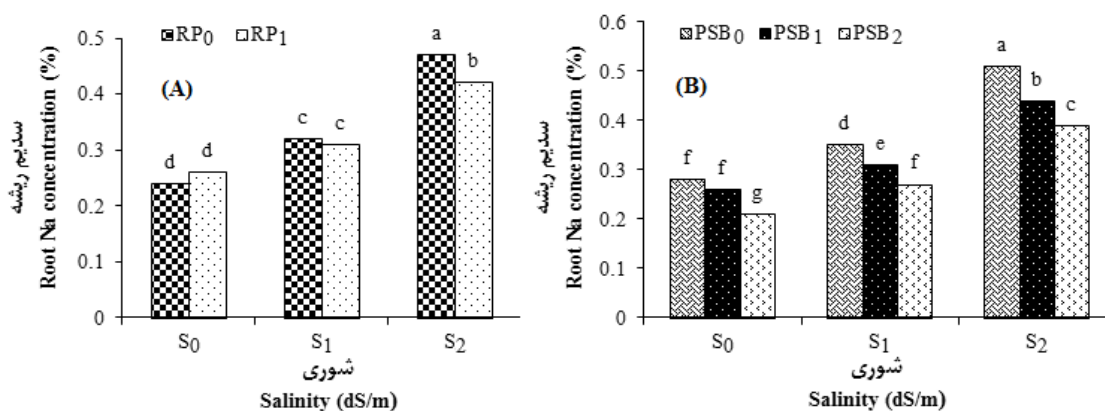 RP0 RP1
(A)
سدیم ریشه
Root Na concentration (%)
0.5
0.4
0.3
0.2
0.1
0
d d
c c
a b
S0 S1 S2
شوری
Salinity (dS/m)
PSB0 PSB1 PSB2
(B)
سدیم ریشه
Root Na concentration (%)
0.6
0.5
0.4
0.3
0.2
0.1
0
f f g
d e f
a b c
S0 S1 S2
شوری
Salinity (dS/m)